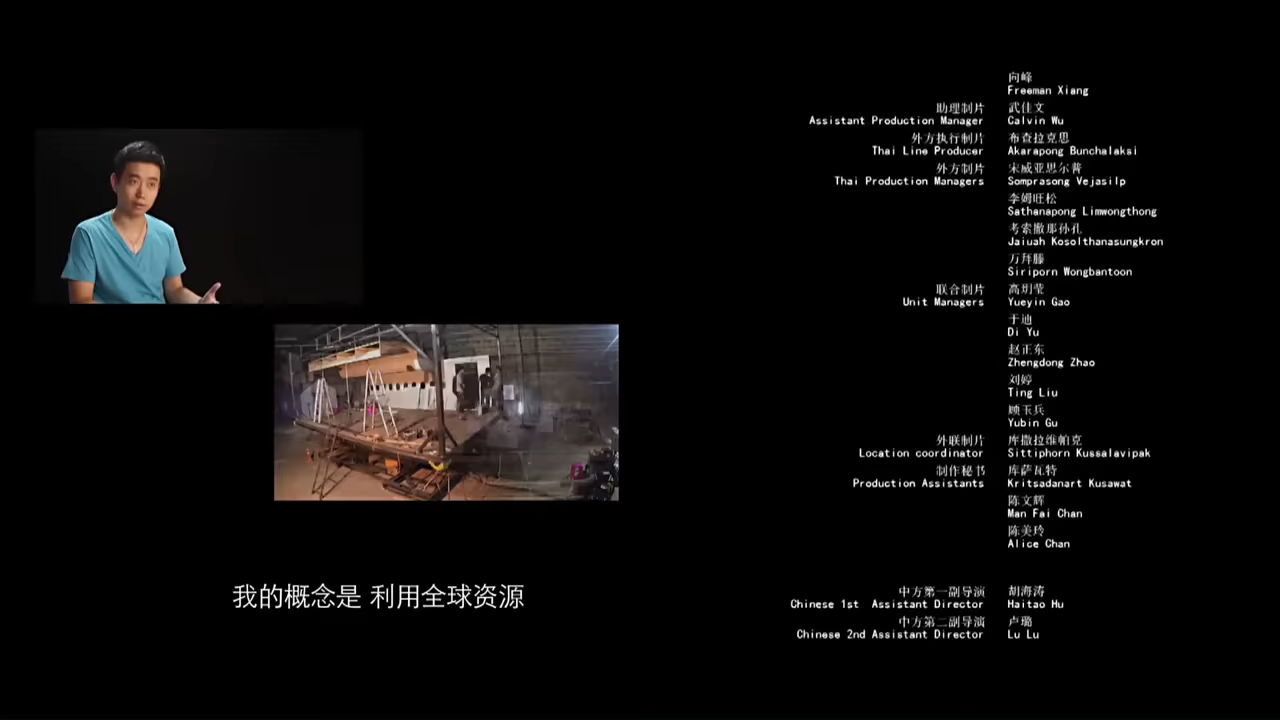 向峰
Freeman Xiang
助理制片 武佳文
Assistant Production Manager Calvin Wu
外方执行制片 布查拉克思
Thai Line Producer Akarapong Bunchalaksi
外方制片 宋威亚思尔普
Thai Production Managers Somprasong Vejasilp
李姆旺松
Sathanapong Limwongthong
考索撒那孙孔
Jaiuah Kosolthanasungkron
万拜滕
Siriporn Wongbantoon
联合制片 高玥莹
Unit Managers Yueyin Gao
于迪
Di Yu
赵正东
Zhengdong Zhao
刘婷
Ting Liu
顾玉兵
Yubin Gu
外联制片 库撒拉维帕克
Location coordinator Sittiphorn Kussalavipak
制作秘书 库萨瓦特
Production Assistants Kritsadanart Kusawat
陈文辉
Man Fai Chan
陈美玲
Alice Chan
我的概念是 利用全球资源
中方第一副导演 胡海涛
Chinese 1st Assistant Director Haitao Hu
中方第二副导演 卢璐
Chinese 2nd Assistant Director Lu Lu